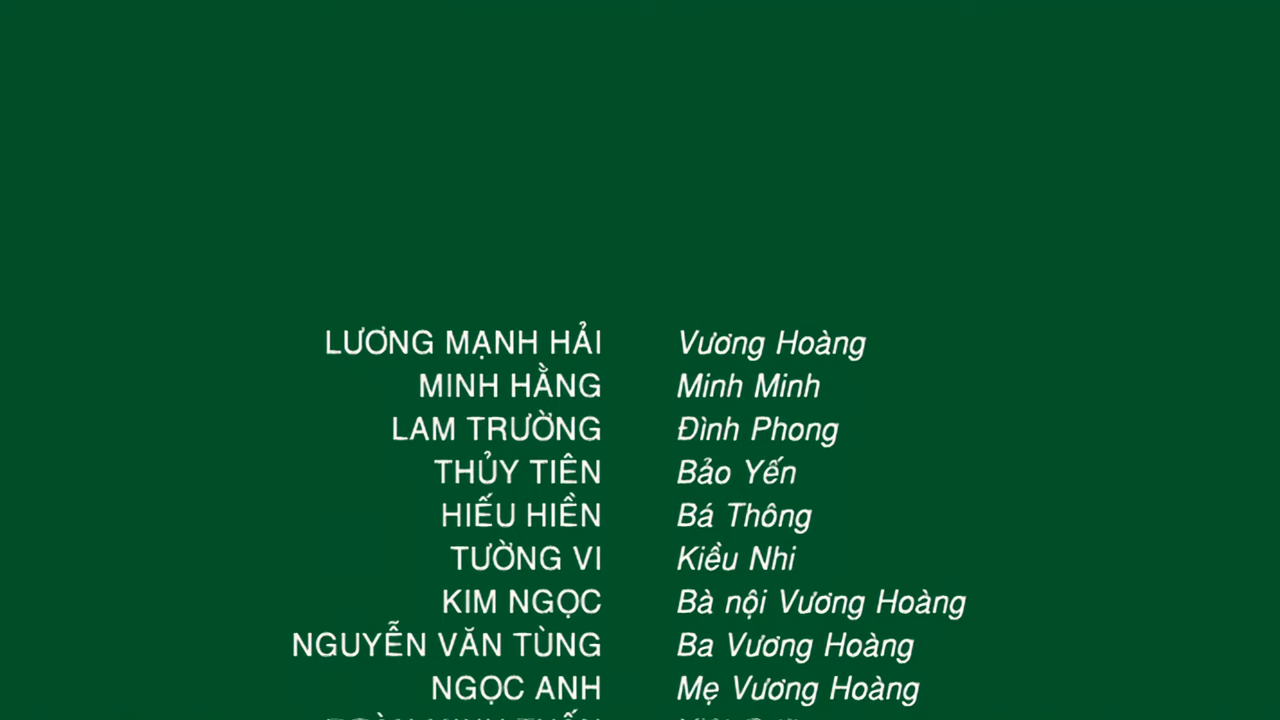 LƯƠNG MẠNH HẢI Vương Hoàng
MINH HẰNG Minh Minh
LAM TRƯỜNG Đình Phong
THỦY TIÊN Bảo Yến
HIẾU HIỀN Bá Thông
TƯỜNG VI Kiều Nhi
KIM NGỌC Bà nội Vương Hoàng
NGUYỄN VĂN TÙNG Ba Vương Hoàng
NGỌC ANH Mẹ Vương Hoàng